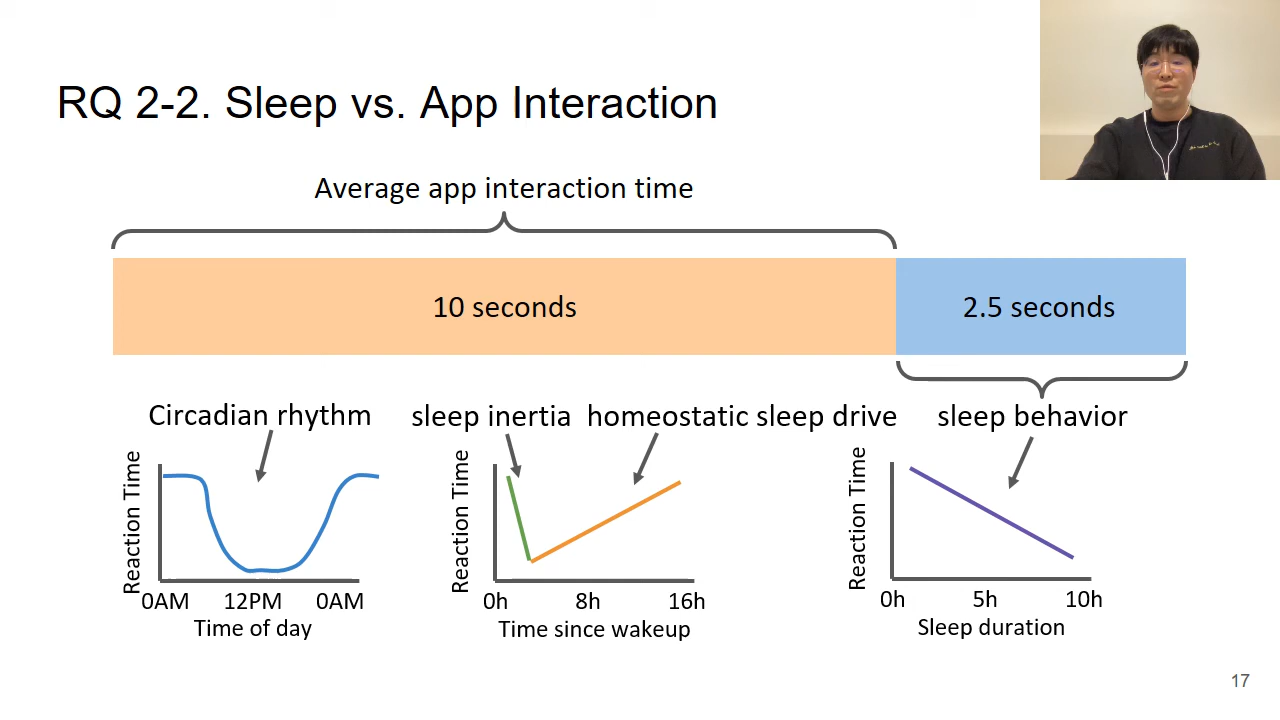 RQ 2-2. Sleep vs. App Interaction
Average app interaction time
10 seconds
2.5 seconds
Circadian rhythm
sleep inertia
homeostatic sleep drive
sleep behavior
Reaction Time
0AM 12PM 0AM
Time of day
Reaction Time
0h 8h 16h
Time since wakeup
Reaction Time
0h 5h 10h
Sleep duration
17